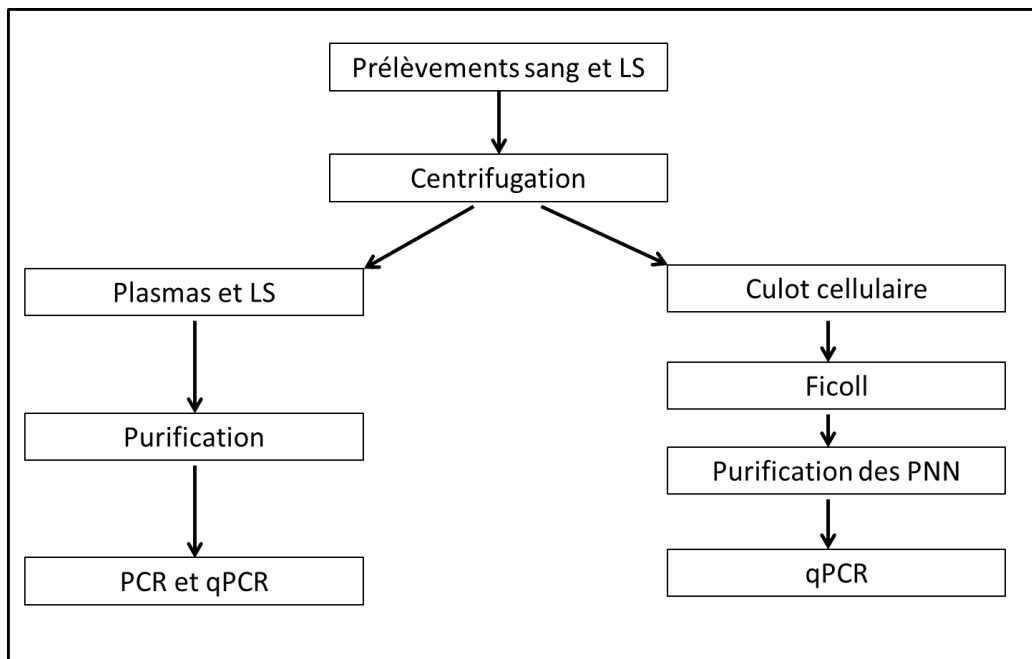 Prélèvements sang et LS
Centrifugation
Plasmas et LS
Purification
PCR et qPCR
Culot cellulaire
Ficoll
Purification des PNN
qPCR